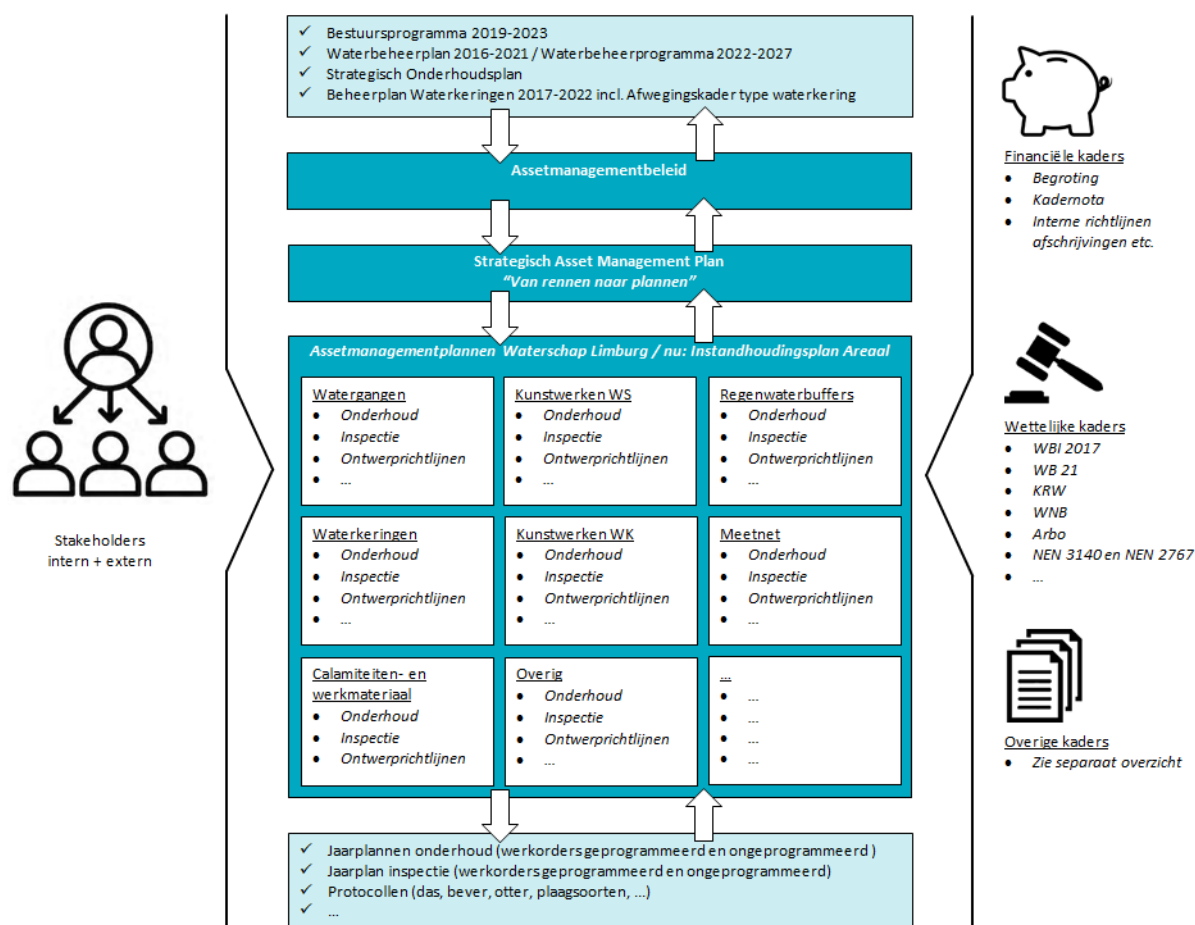 Bestuursprogramma 2019-2023
Waterbeheerplan 2016-2021 / Waterbeheerprogramma 2022-2027
Strategisch Onderhoudsplan
Beheerplan Waterkeringen 2017-2022 incl. Afwegingskader type waterkering
Assetmanagementbeleid
Strategisch Asset Management Plan
“Van rennen naar plannen”
Assetmanagementplannen Waterschap Limburg / nu: Instandhoudingsplan Areaal
Watergangen
Onderhoud
Inspectie
Ontwerprichtlijnen
...
Kunstwerken WS
Onderhoud
Inspectie
Ontwerprichtlijnen
...
Regenwaterbuffers
Onderhoud
Inspectie
Ontwerprichtlijnen
...
Waterkeringen
Onderhoud
Inspectie
Ontwerprichtlijnen
...
Kunstwerken WK
Onderhoud
Inspectie
Ontwerprichtlijnen
...
Meetnet
Onderhoud
Inspectie
Ontwerprichtlijnen
...
Calamiteiten- en
werkmateriaal
Onderhoud
Inspectie
Ontwerprichtlijnen
Overig
Onderhoud
Inspectie
Ontwerprichtlijnen
...
...
...
...
...
...
Jaarplannen onderhoud (werkorders geprogrammeerd en ongeprogrammeerd )
Jaarplan inspectie (werkorders geprogrammeerd en ongeprogrammeerd)
Protocollen (das, bever, otter, plaagsoorten, ...)
...
Stakeholders
intern + extern
Financiële kaders
Begroting
Kadernota
Interne richtlijnen
afschrijvingen etc.
Wettelijke kaders
WBI 2017
WB 21
KRW
WNB
Arbo
NEN 3140 en NEN 2767
...
Overige kaders
Zie separaat overzicht